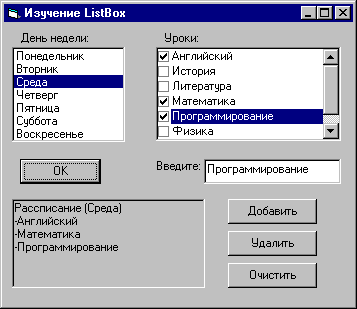 Изучение ListBox
День недели:
Уроки:
Понедельник
Вторник
Среда
Четверг
Пятница
Суббота
Воскресенье
Английский
История
Литература
Математика
Программирование
Физика
OK
Введите:
Программирование
Рассписание (Среда)
-Английский
-Математика
-Программирование
Добавить
Удалить
Очистить